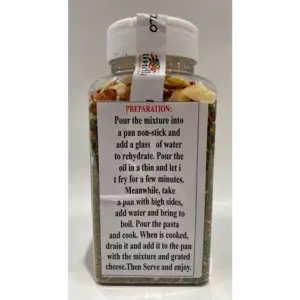 PREPARATION:
Pour the mixture into
a pan non-stick and
add a glass of water
to rehydrate. Pour the
oil in a thin and let i
t fry for a few minutes.
Meanwhile, take
a pan with high sides,
add water and bring to
boil. Pour the pasta
and cook. When is cooked,
drain it and add it to the pan
with the mixture and grated
cheese.Then Serve and enjoy.